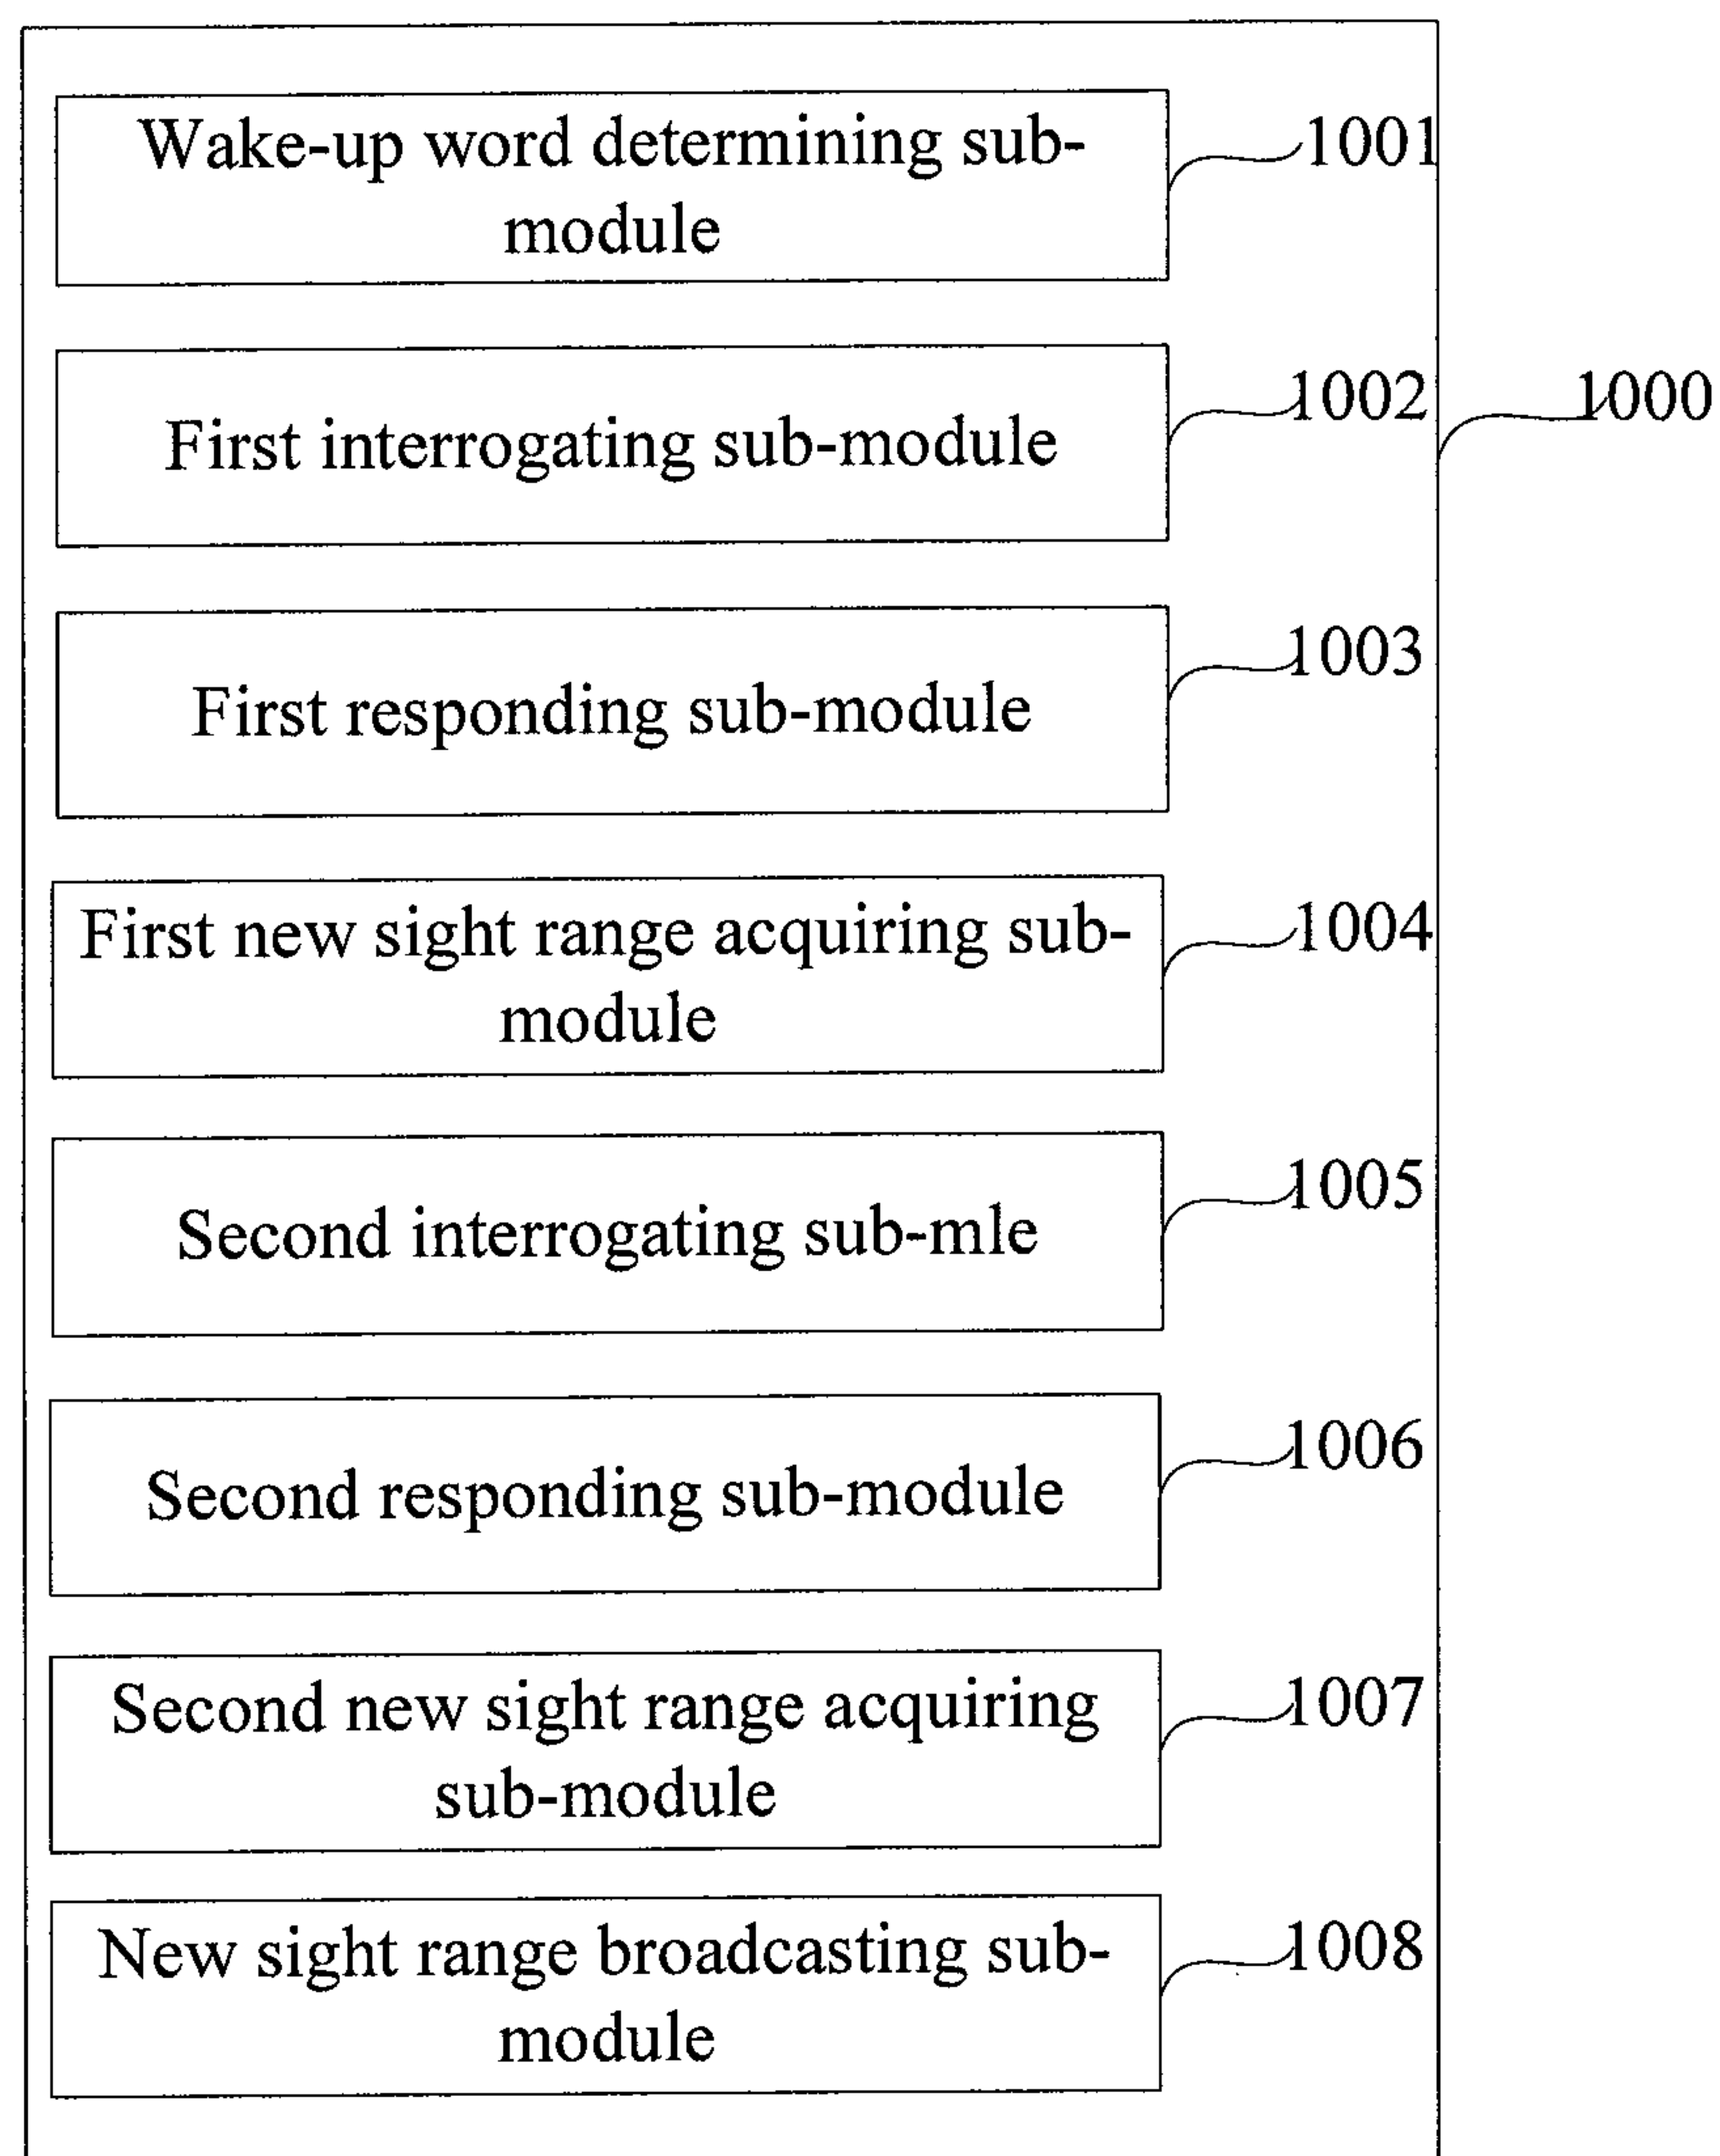 Wake-up word determining sub-
module
1001
First interrogating sub-module
1002
1000
First responding sub-module
1003
First new sight range acquiring sub-
module
1004
Second interrogating sub-mle
1005
Second responding sub-module
1006
Second new sight range acquiring
sub-module
1007
New sight range broadcasting sub-
module
1008